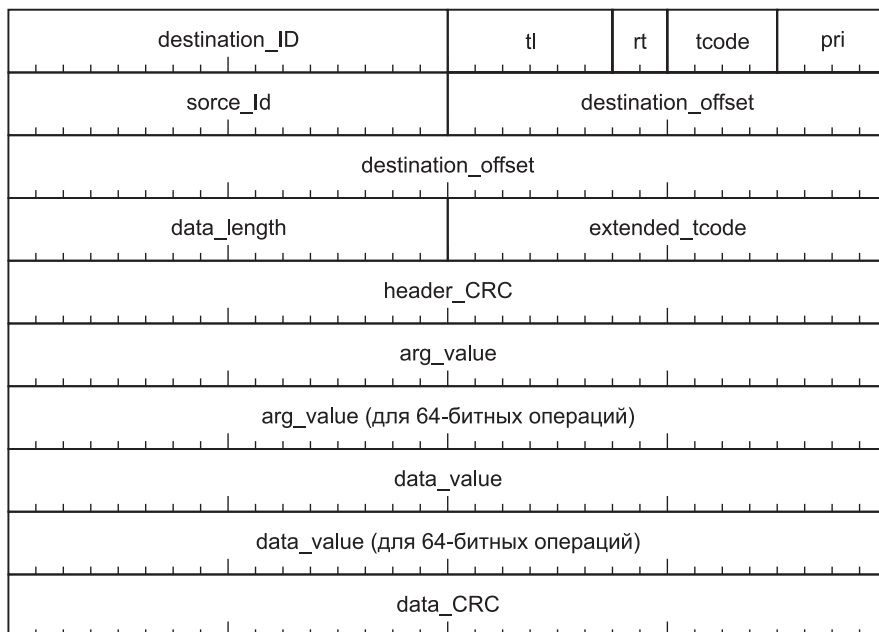 destination_ID tl rt tcode pri
sorce_Id destination_offset
destination_offset
data_length extended_tcode
header_CRC
arg_value
arg_value (для 64-битных операций)
data_value
data_value (для 64-битных операций)
data_CRC